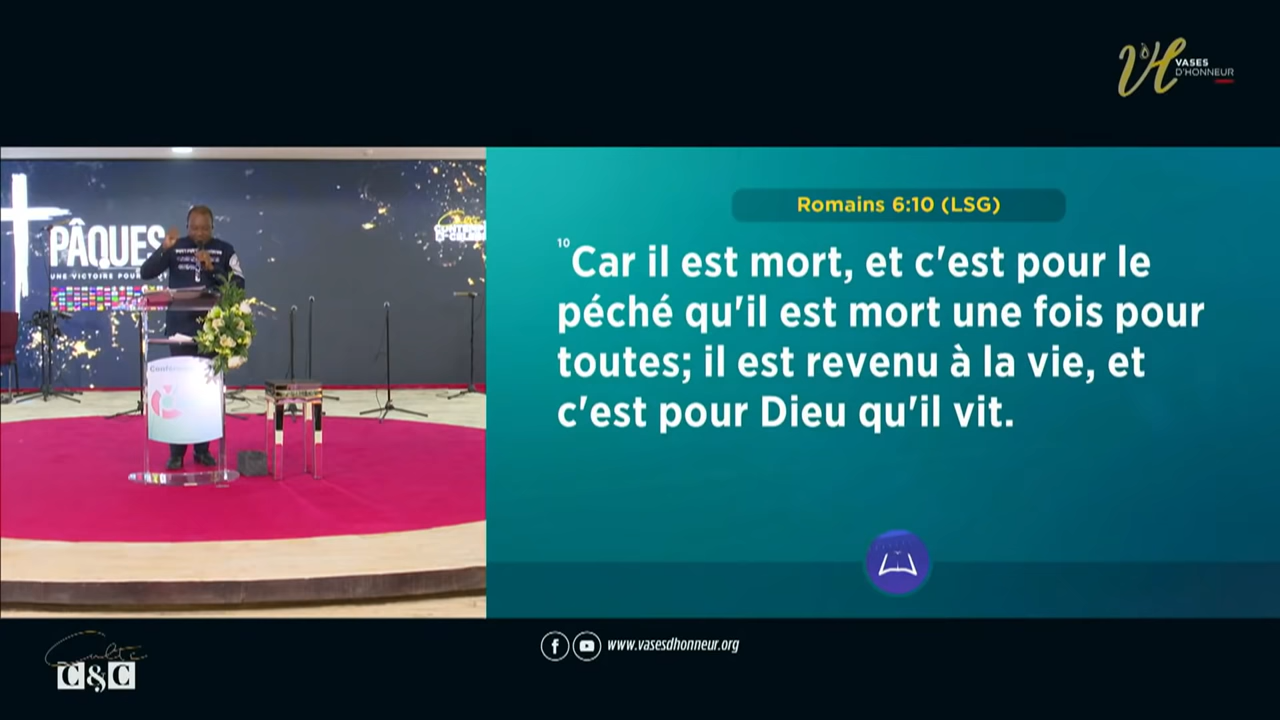 VASES
D'HONNEUR
PÂQUES
Romains 6:10 (LSG)
10 Car il est mort, et c'est pour le
péché qu'il est mort une fois pour
toutes; il est revenu à la vie, et
c'est pour Dieu qu'il vit.
www.vasesdhonneur.org
C&C